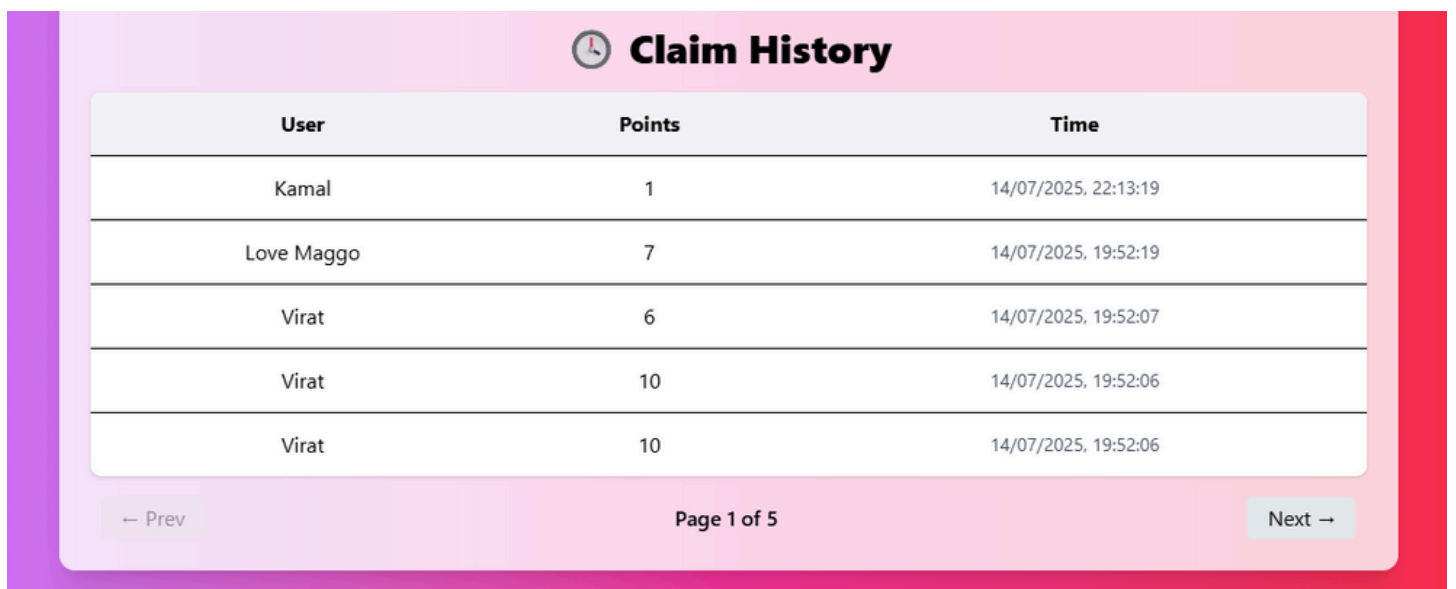 🕓 Claim History
User Points Time
Kamal 1 14/07/2025, 22:13:19
Love Maggo 7 14/07/2025, 19:52:19
Virat 6 14/07/2025, 19:52:07
Virat 10 14/07/2025, 19:52:06
Virat 10 14/07/2025, 19:52:06
← Prev Page 1 of 5 Next →